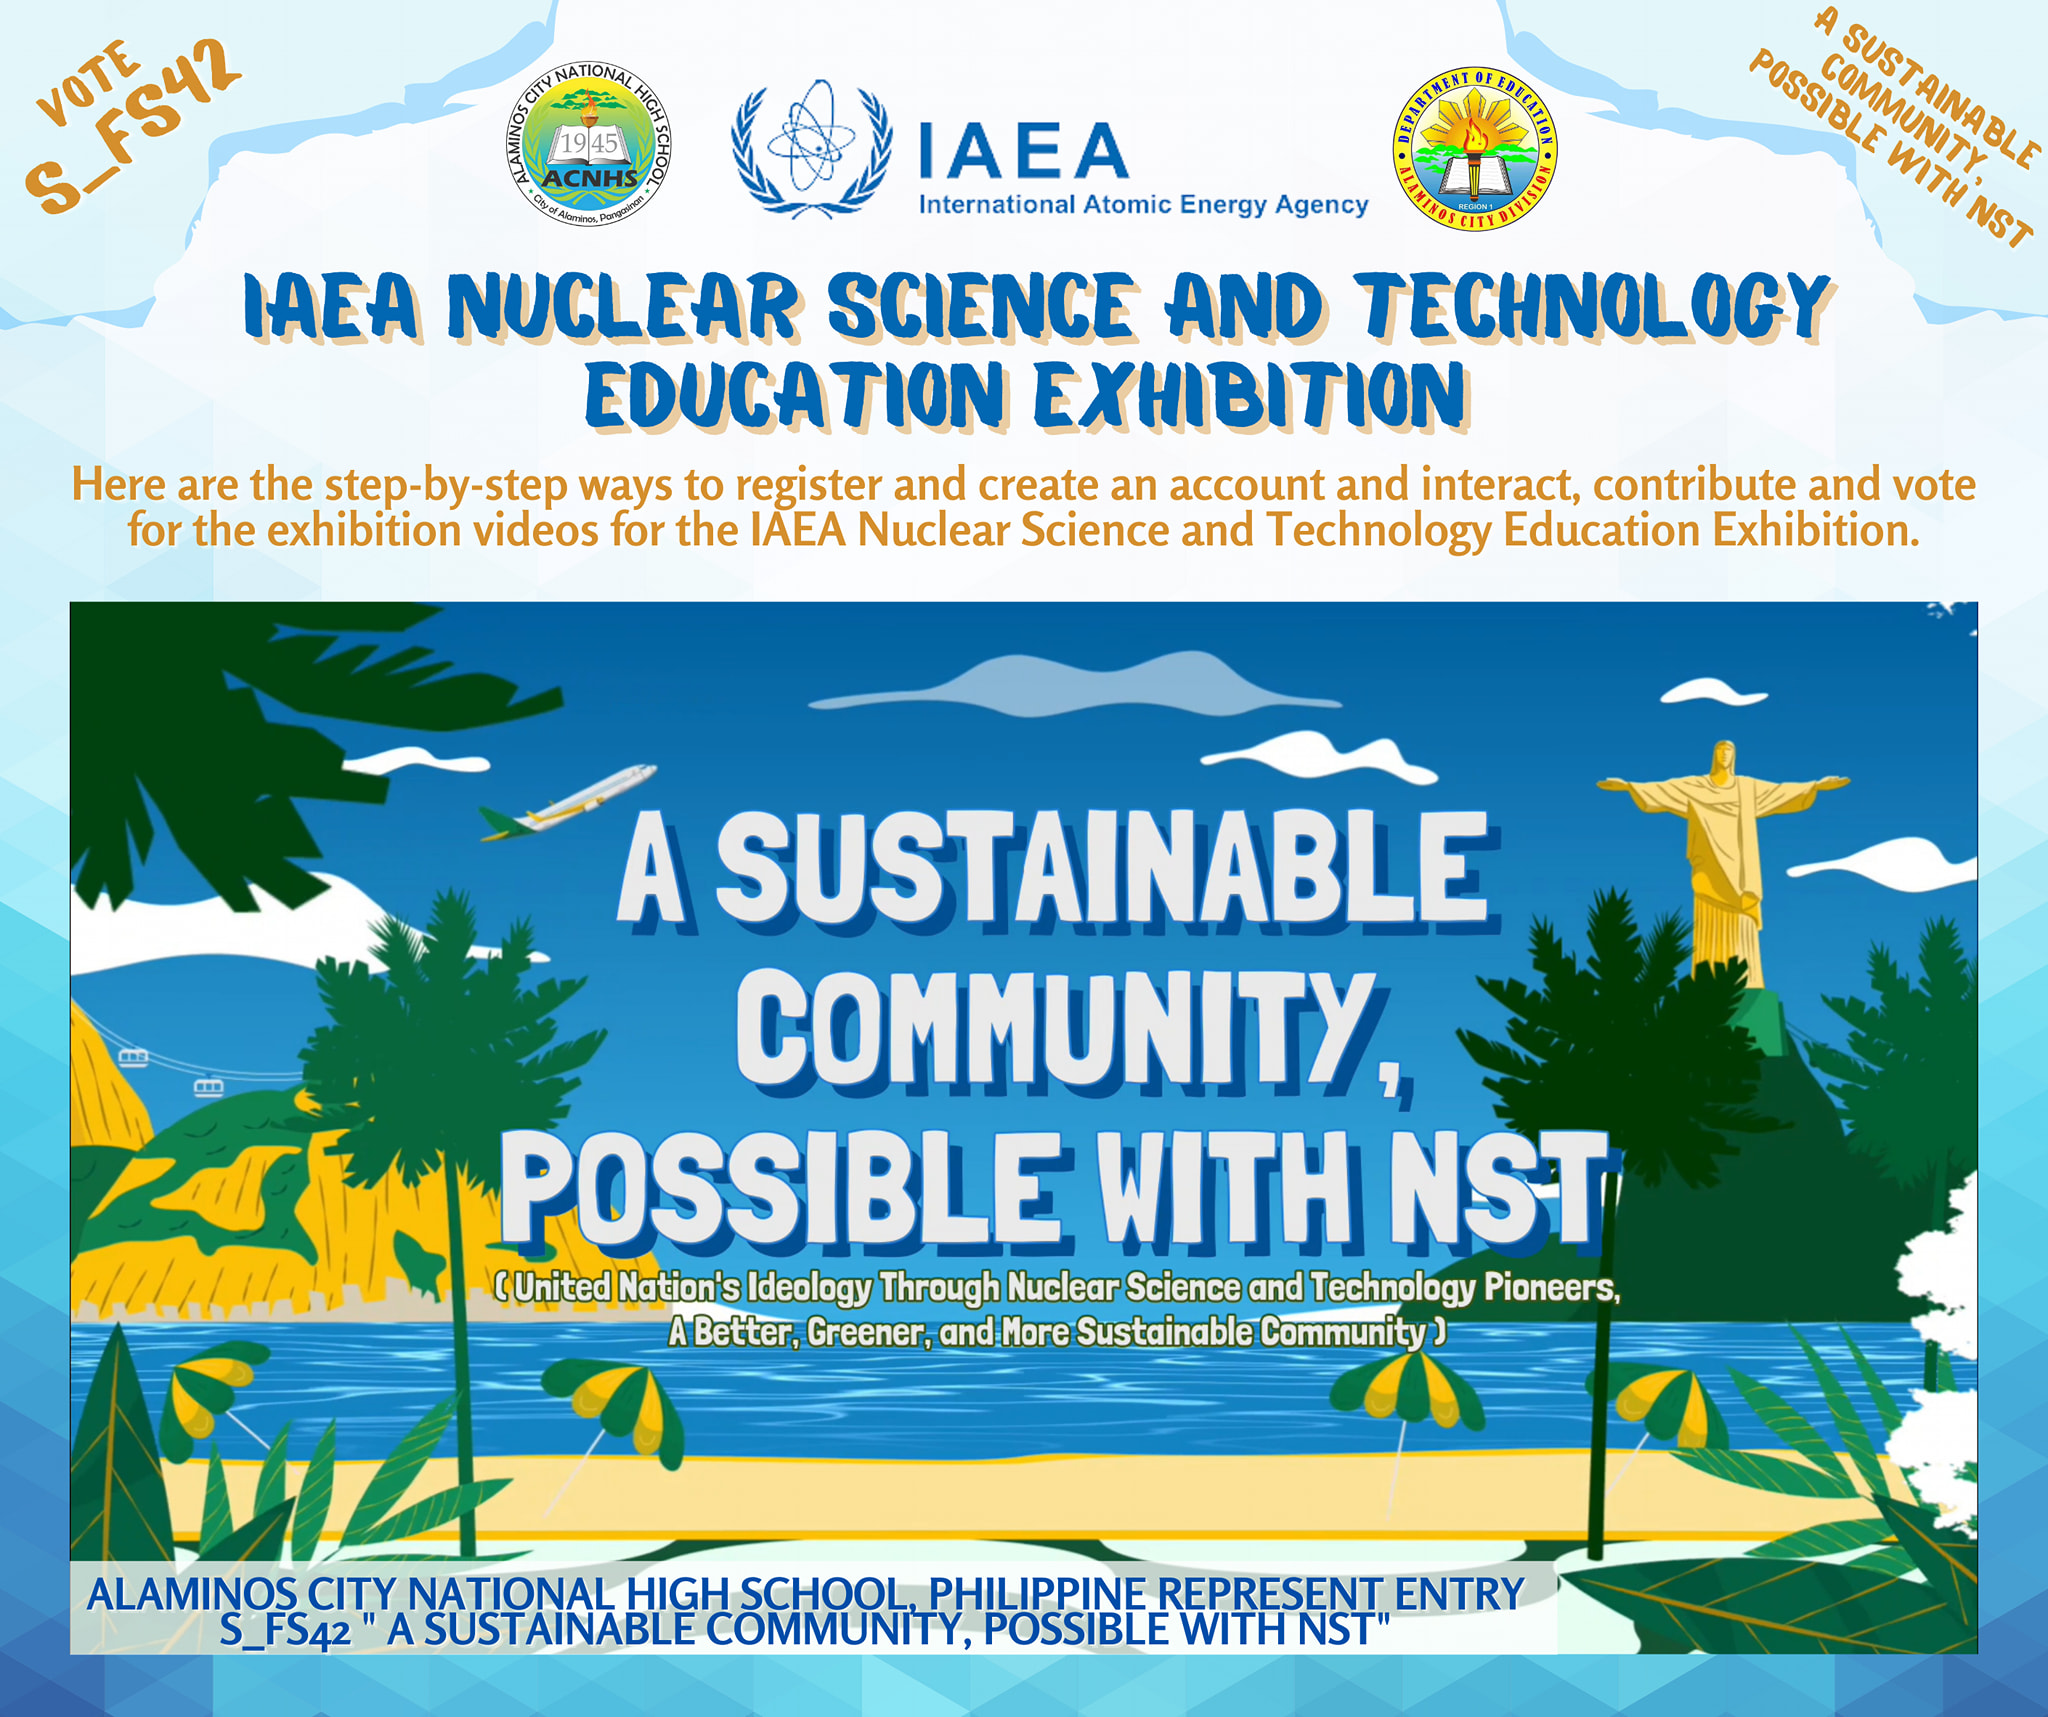 VOTE
S_FS42
ALAMINOS CITY NATIONAL HIGH SCHOOL
1945
ACNHS
City of Alaminos, Pangasinan
IAEA
International Atomic Energy Agency
DEPARTMENT OF EDUCATION
REGION 1
ALAMINOS CITY DIVISION
A SUSTAINABLE
COMMUNITY,
POSSIBLE WITH NST
IAEA NUCLEAR SCIENCE AND TECHNOLOGY
EDUCATION EXHIBITION
Here are the step-by-step ways to register and create an account and interact, contribute and vote
for the exhibition videos for the IAEA Nuclear Science and Technology Education Exhibition.
A SUSTAINABLE
COMMUNITY,
POSSIBLE WITH NST
( United Nation's Ideology Through Nuclear Science and Technology Pioneers,
A Better, Greener, and More Sustainable Community )
ALAMINOS CITY NATIONAL HIGH SCHOOL, PHILIPPINE REPRESENT ENTRY
S_FS42 " A SUSTAINABLE COMMUNITY, POSSIBLE WITH NST"